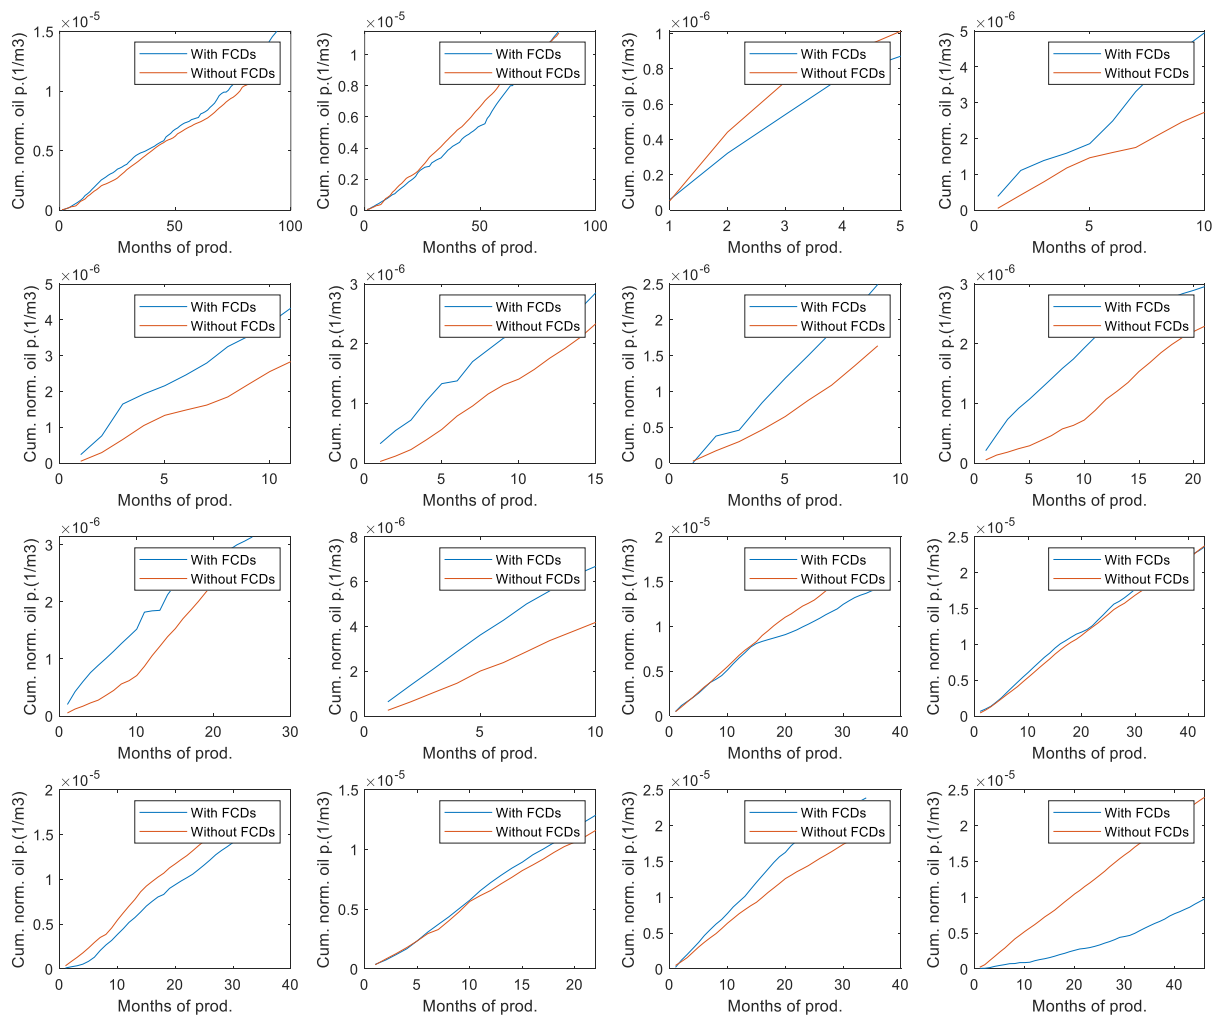 ×10⁻⁵
Cum. norm. oil p.(1/m3)
1.5
1
0.5
0
0
50
100
Months of prod.
With FCDs
Without FCDs
×10⁻⁵
Cum. norm. oil p.(1/m3)
1
0.8
0.6
0.4
0.2
0
0
50
100
Months of prod.
With FCDs
Without FCDs
×10⁻⁶
Cum. norm. oil p.(1/m3)
1
0.8
0.6
0.4
0.2
0
1
2
3
4
5
Months of prod.
With FCDs
Without FCDs
×10⁻⁶
Cum. norm. oil p.(1/m3)
5
4
3
2
1
0
0
5
10
Months of prod.
With FCDs
Without FCDs
×10⁻⁶
Cum. norm. oil p.(1/m3)
5
4
3
2
1
0
0
5
10
Months of prod.
With FCDs
Without FCDs
×10⁻⁶
Cum. norm. oil p.(1/m3)
3
2
1
0
0
5
10
15
Months of prod.
With FCDs
Without FCDs
×10⁻⁶
Cum. norm. oil p.(1/m3)
2.5
2
1.5
1
0.5
0
0
5
10
Months of prod.
With FCDs
Without FCDs
×10⁻⁶
Cum. norm. oil p.(1/m3)
3
2
1
0
0
5
10
15
20
Months of prod.
With FCDs
Without FCDs
×10⁻⁶
Cum. norm. oil p.(1/m3)
3
2
1
0
0
10
20
30
Months of prod.
With FCDs
Without FCDs
×10⁻⁶
Cum. norm. oil p.(1/m3)
8
6
4
2
0
0
5
10
Months of prod.
With FCDs
Without FCDs
×10⁻⁵
Cum. norm. oil p.(1/m3)
2
1.5
1
0.5
0
0
10
20
30
40
Months of prod.
With FCDs
Without FCDs
×10⁻⁵
Cum. norm. oil p.(1/m3)
2.5
2
1.5
1
0.5
0
0
10
20
30
40
Months of prod.
With FCDs
Without FCDs
×10⁻⁵
Cum. norm. oil p.(1/m3)
2
1.5
1
0.5
0
0
10
20
30
40
Months of prod.
With FCDs
Without FCDs
×10⁻⁵
Cum. norm. oil p.(1/m3)
1.5
1
0.5
0
0
5
10
15
20
Months of prod.
With FCDs
Without FCDs
×10⁻⁵
Cum. norm. oil p.(1/m3)
2.5
2
1.5
1
0.5
0
0
10
20
30
40
Months of prod.
With FCDs
Without FCDs
×10⁻⁵
Cum. norm. oil p.(1/m3)
2.5
2
1.5
1
0.5
0
0
10
20
30
40
Months of prod.
With FCDs
Without FCDs